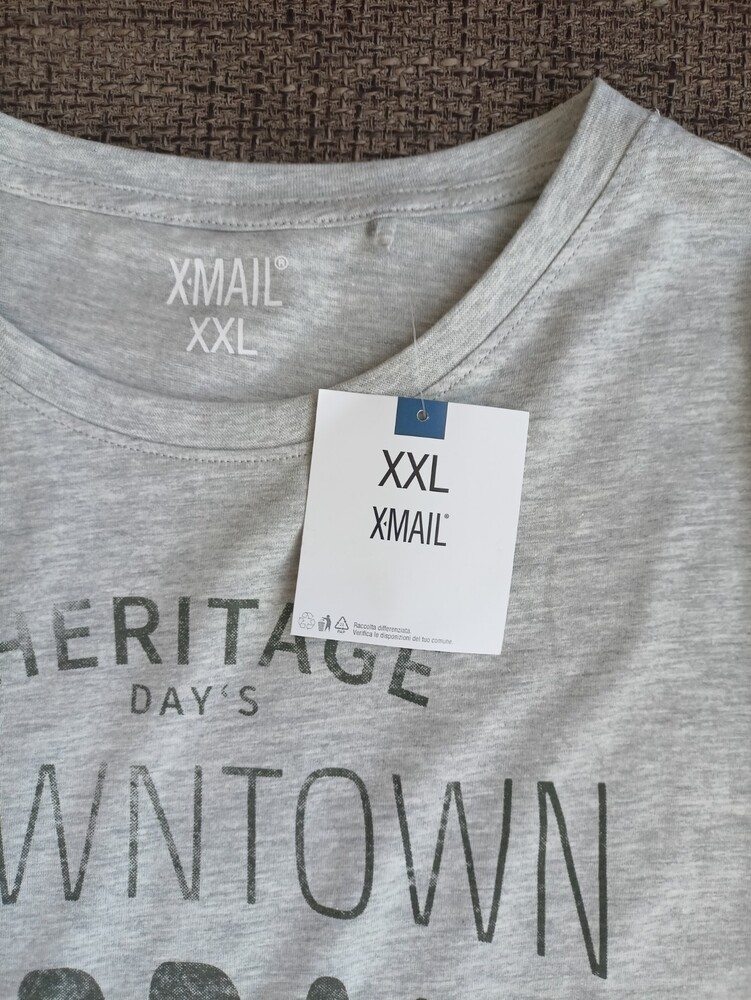 X·MAIL®
XXL
XXL
X·MAIL®
Raccolta differenziata.
Verifica le disposizioni del tuo comune.
HERITAGE
DAY'S
WNTOWN